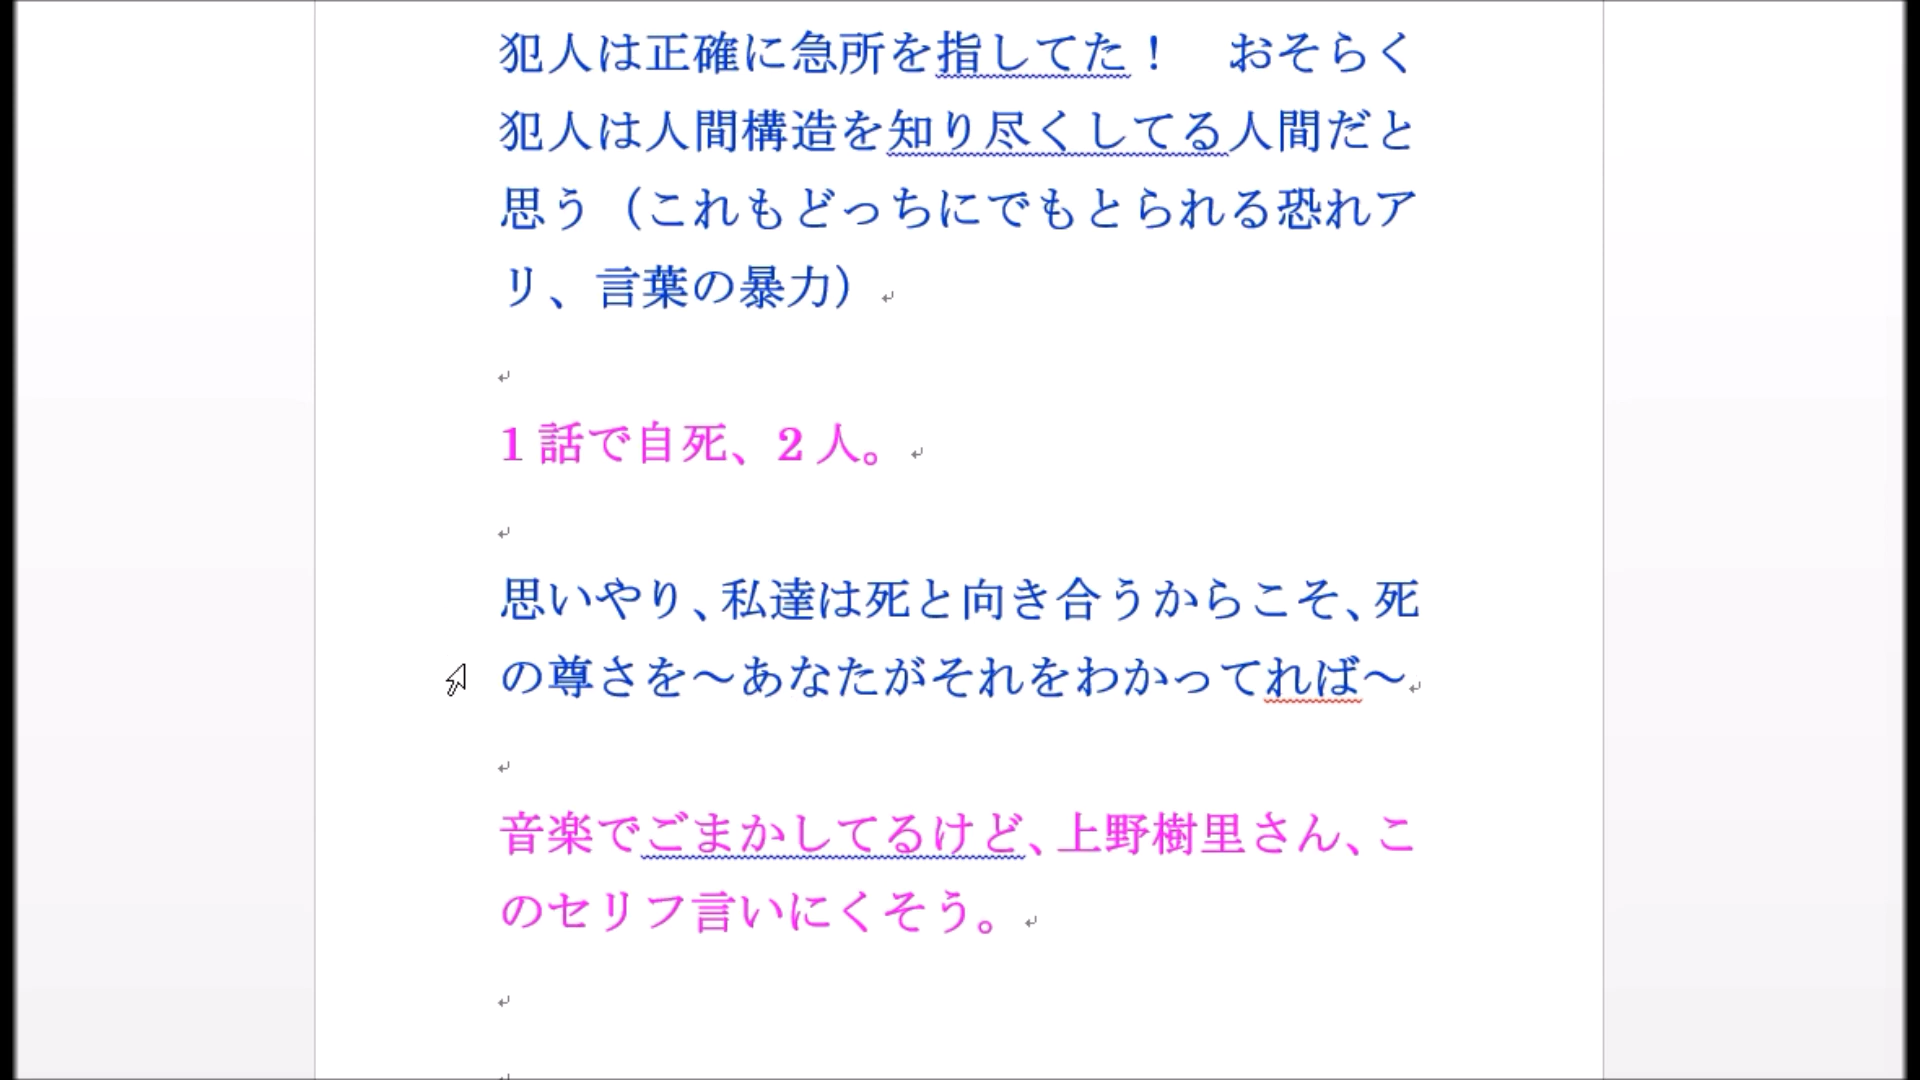 犯人は正確に急所を指してた！　おそらく
犯人は人間構造を知り尽くしてる人間だと
思う（これもどっちにでもとられる恐れア
リ、言葉の暴力）
1 話で自死、2 人。
思いやり、私達は死と向き合うからこそ、死
の尊さを～あなたがそれをわかってれば～
音楽でごまかしてるけど、上野樹里さん、こ
のセリフ言いにくそう。